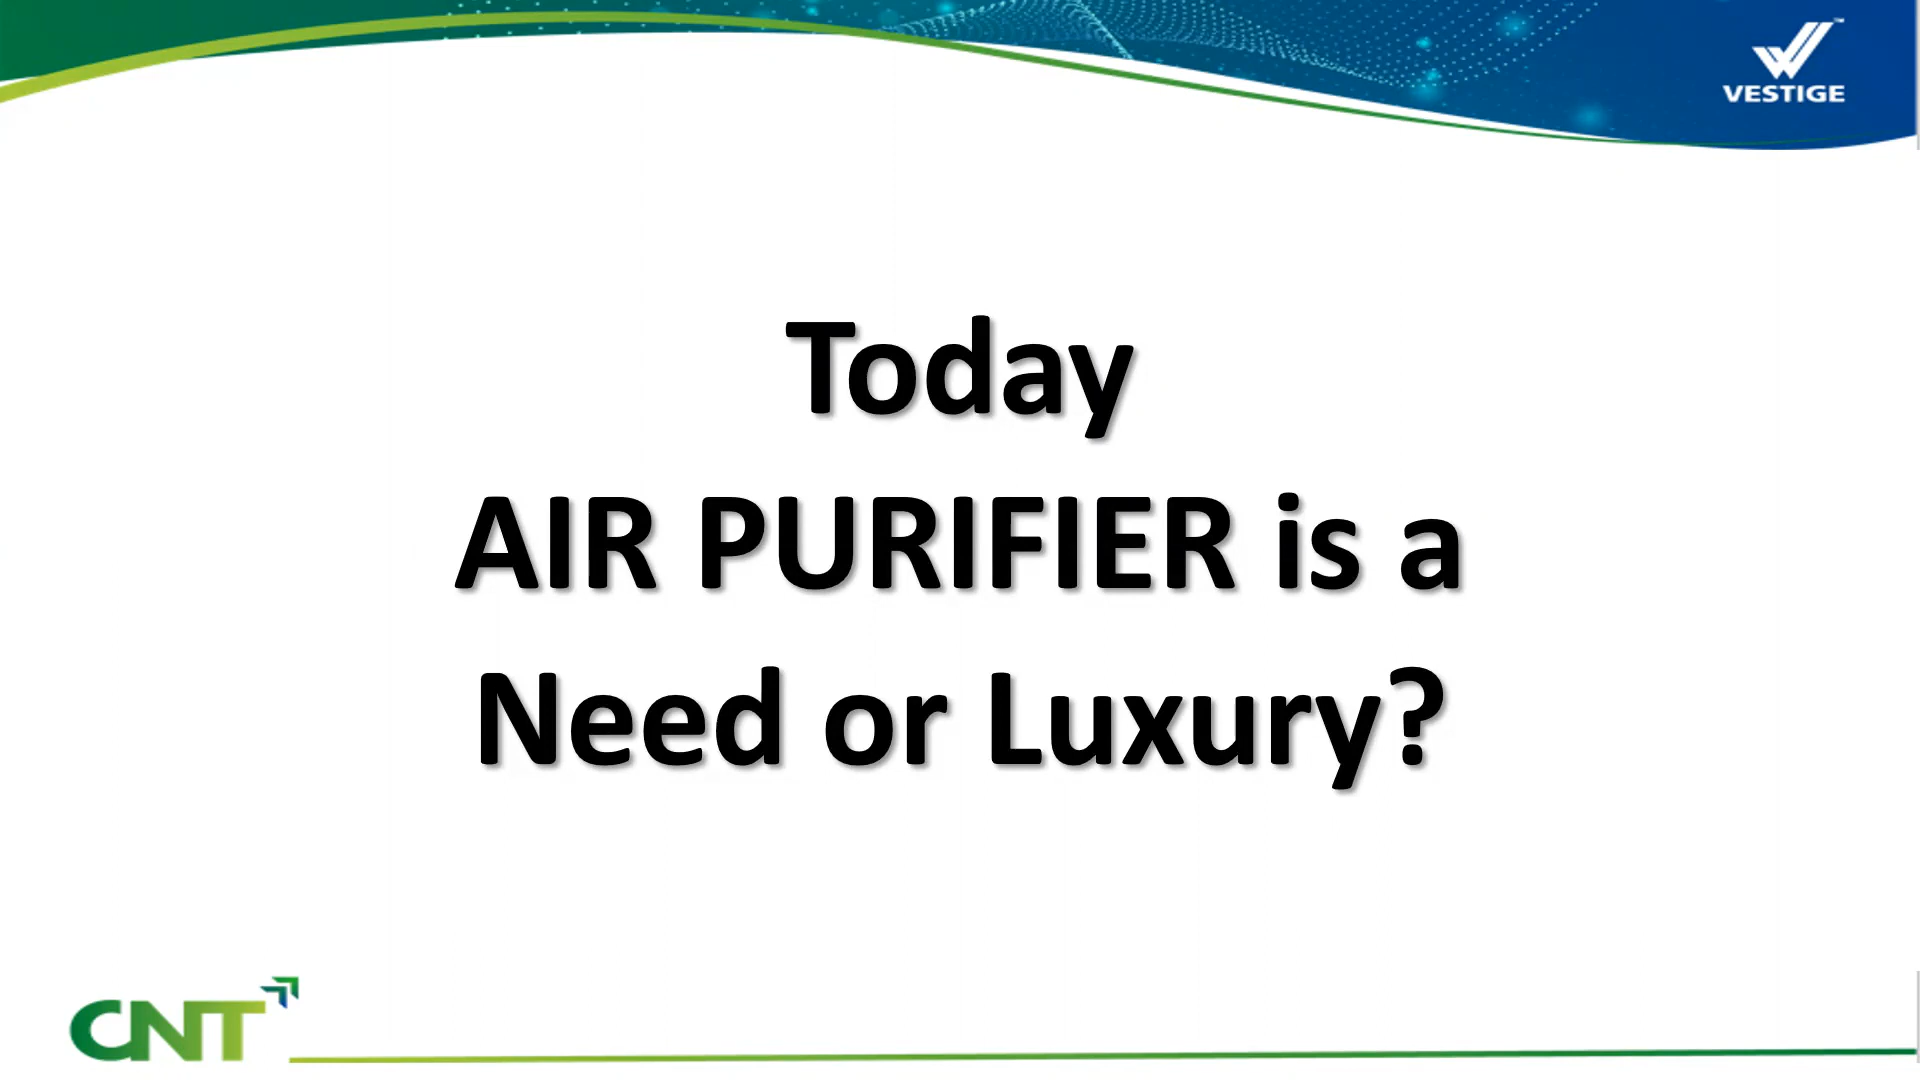 VESTIGE
Today
AIR PURIFIER is a
Need or Luxury?
CNT